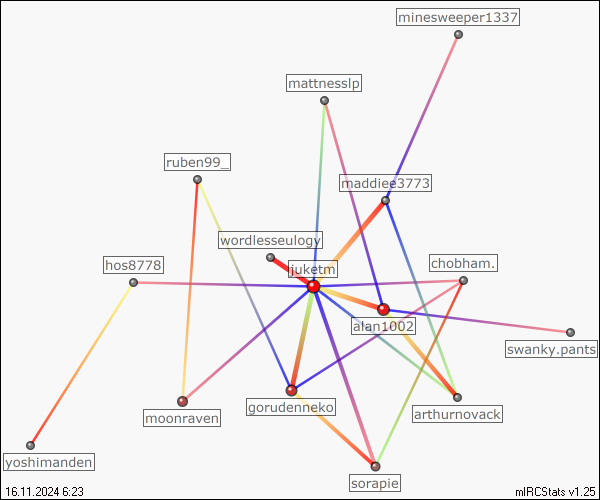 minesweeper1337
mattnesslp
ruben99_
maddiee3773
wordlesseulogy
hos8778
juketm
chobham.
alan1002
swanky.pants
moonraven
gorudenneko
arthurnovack
yoshimanden
sorapie
16.11.2024 6:23
mIRCStats v1.25